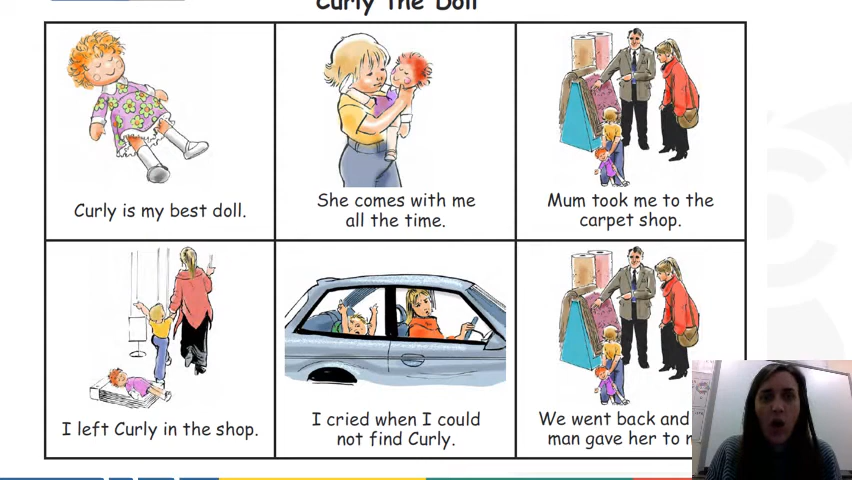 Curly the Doll
Curly is my best doll.
She comes with me
all the time.
Mum took me to the
carpet shop.
I left Curly in the shop.
I cried when I could
not find Curly.
We went back and
man gave her to